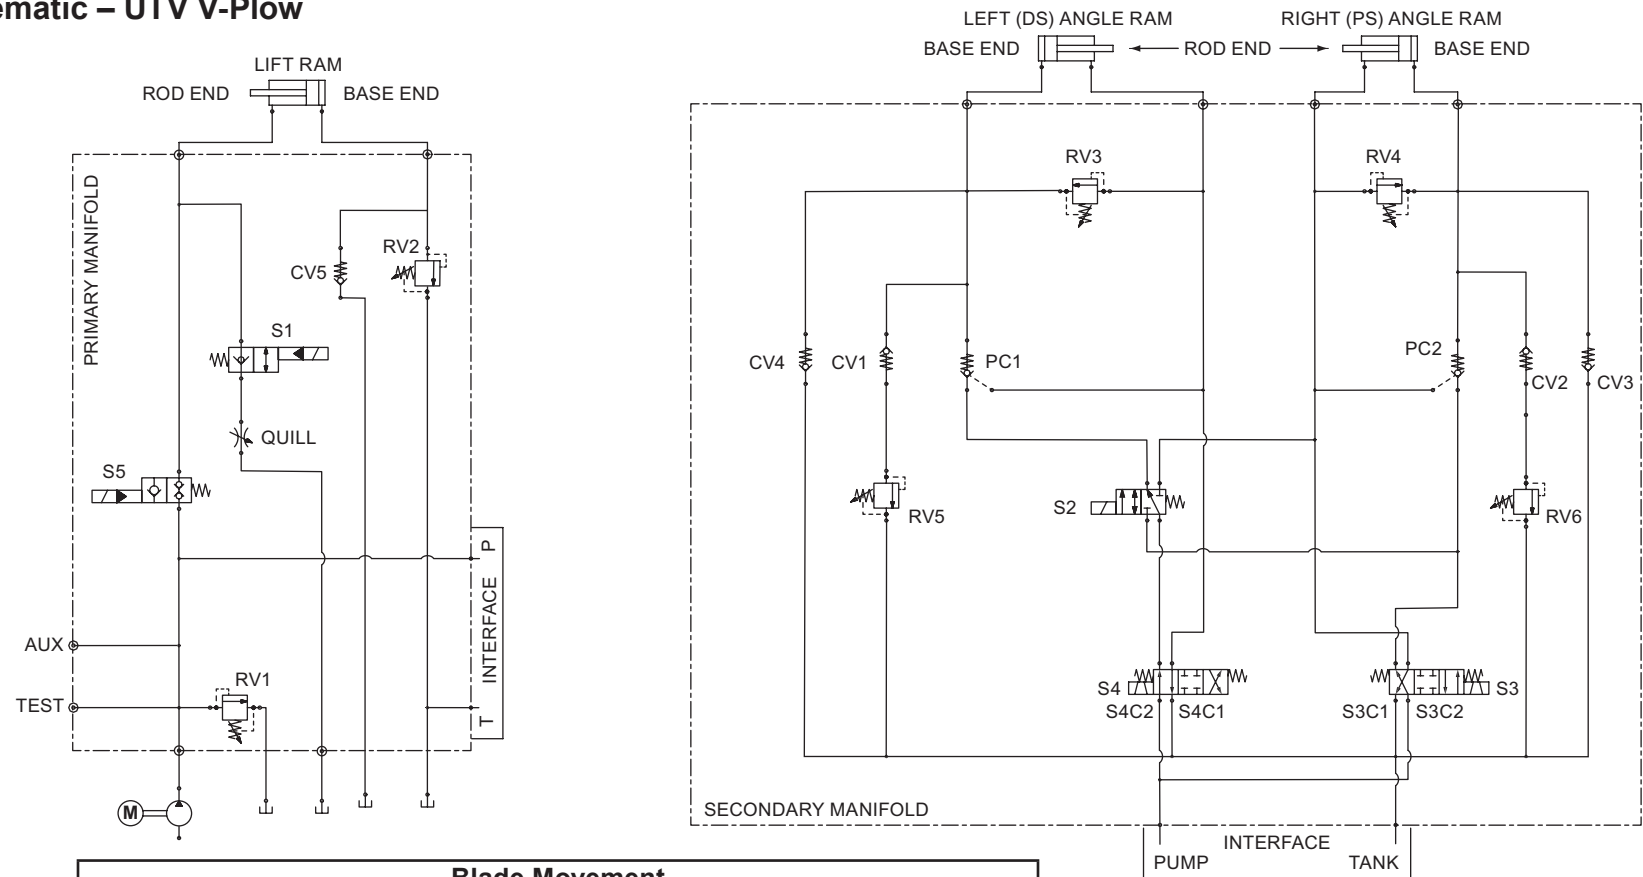 ematic – UTV V-Plow
LIFT RAM
ROD END
BASE END
PRIMARY MANIFOLD
CV5
RV2
S1
QUILL
S5
P
INTERFACE
T
AUX
TEST
RV1
M
LEFT (DS) ANGLE RAM
RIGHT (PS) ANGLE RAM
BASE END
ROD END
BASE END
RV3
RV4
CV4
CV1
PC1
PC2
CV2
CV3
S2
RV5
RV6
S4
S3
S4C2
S4C1
S3C1
S3C2
SECONDARY MANIFOLD
INTERFACE
PUMP
TANK
Blade Movement